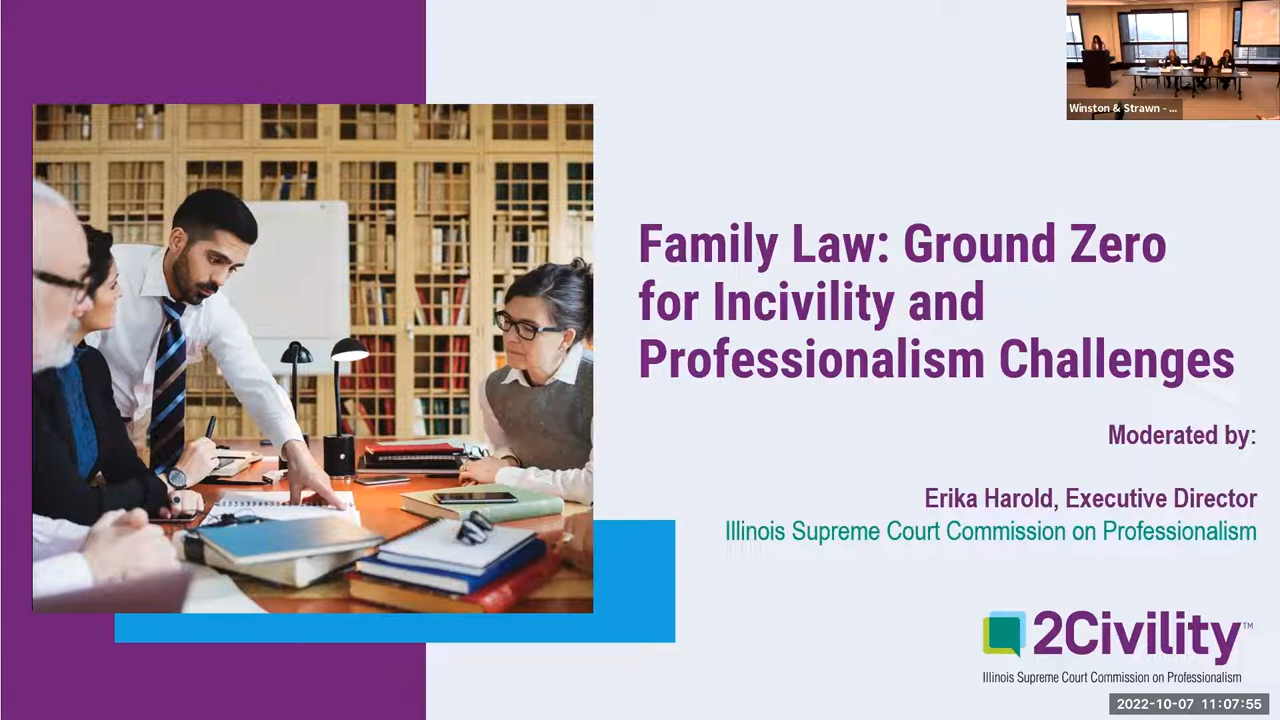 Winston & Strawn - ...
Family Law: Ground Zero
for Incivility and
Professionalism Challenges
Moderated by:
Erika Harold, Executive Director
Illinois Supreme Court Commission on Professionalism
2Civility™
Illinois Supreme Court Commission on Professionalism
2022-10-07 11:07:55